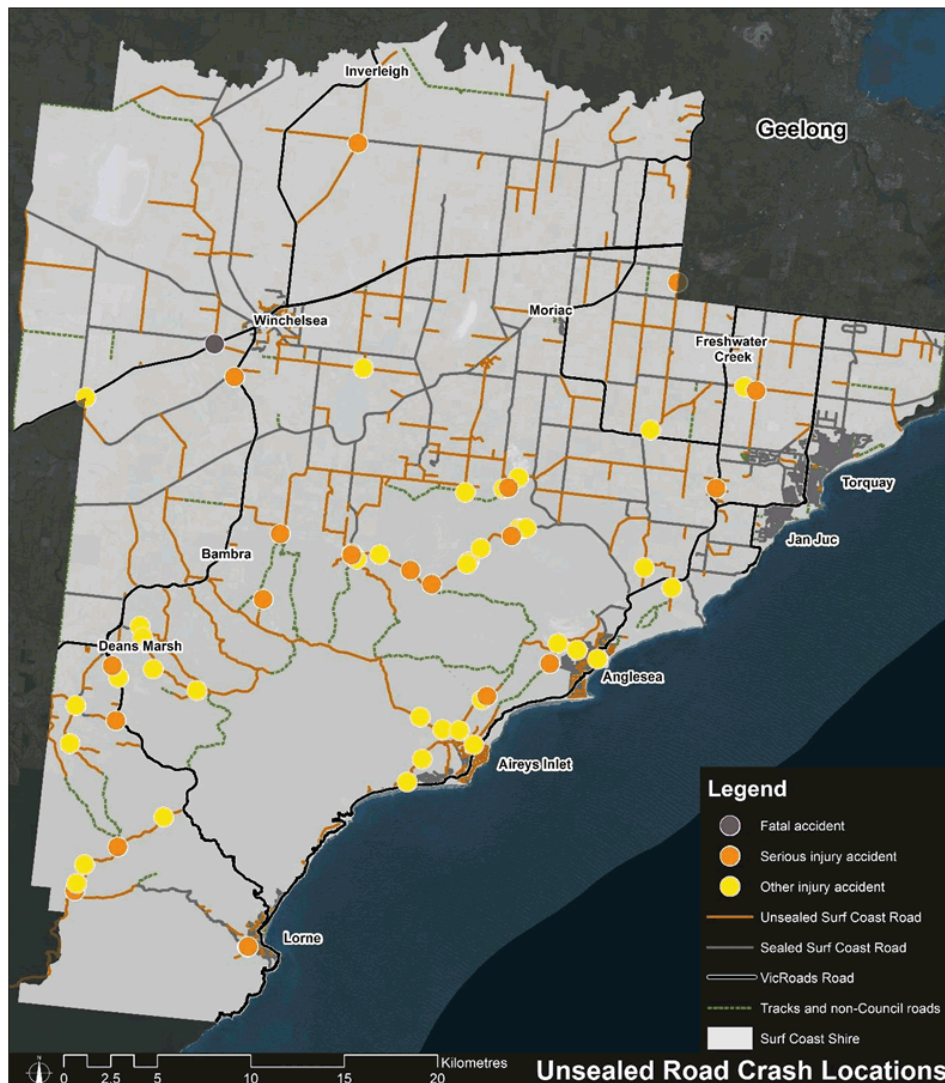 Inverleigh
Geelong
Winchelsea
Moriac
Freshwater
Creek
Torquay
Jan Juc
Bambra
Deans Marsh
Anglesea
Aireys Inlet
Lorne
Legend
Fatal accident
Serious injury accident
Other injury accident
Unsealed Surf Coast Road
Sealed Surf Coast Road
VicRoads Road
Tracks and non-Council roads
Surf Coast Shire
N
Kilometres
0 2.5 5 10 15 20
Unsealed Road Crash Locations